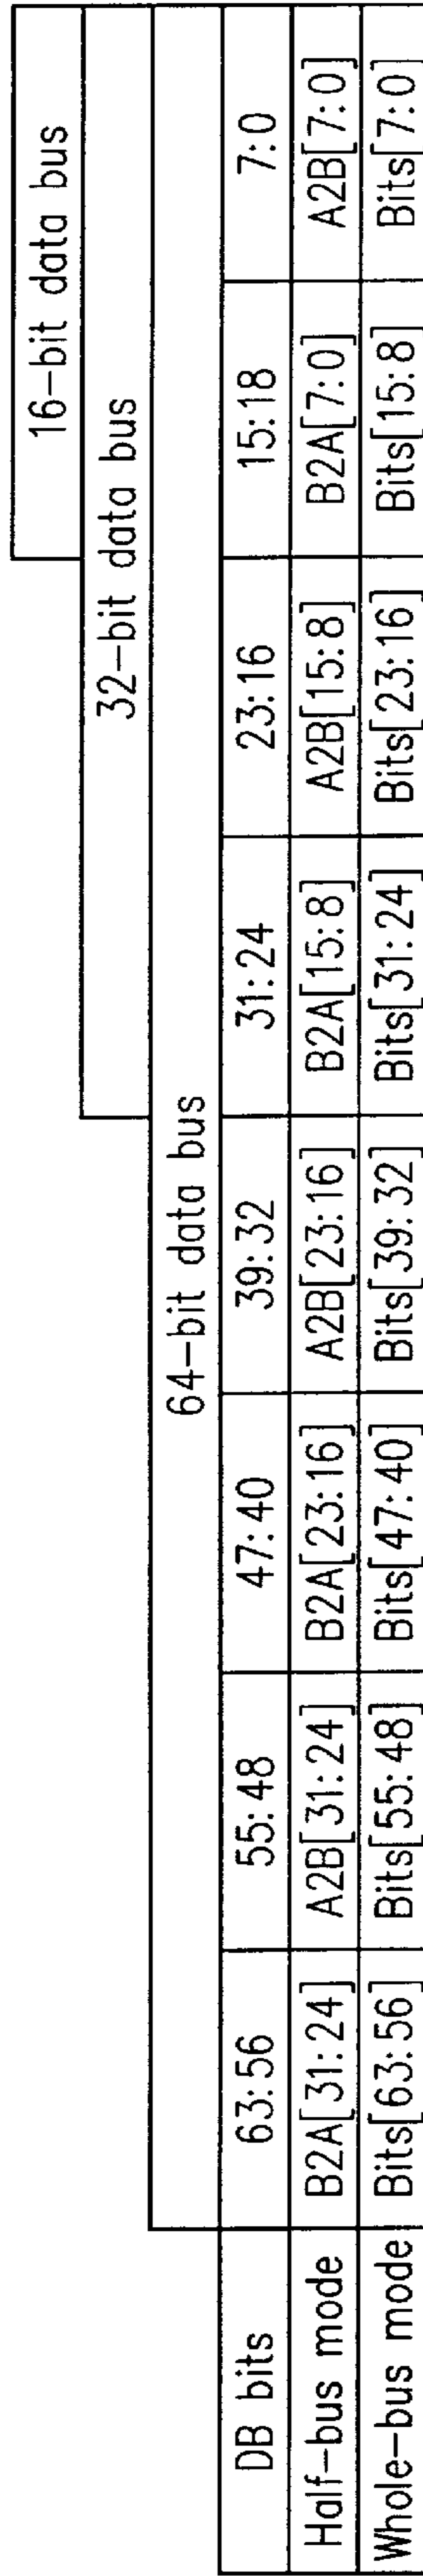 16-bit data bus
32-bit data bus
64-bit data bus
DB bits 63:56 55:48 47:40 39:32 31:24 23:16 15:18 7:0
Half-bus mode B2A[31:24] A2B[31:24] B2A[23:16] A2B[23:16] B2A[15:8] A2B[15:8] B2A[7:0] A2B[7:0]
Whole-bus mode Bits[63:56] Bits[55:48] Bits[47:40] Bits[39:32] Bits[31:24] Bits[23:16] Bits[15:8] Bits[7:0]